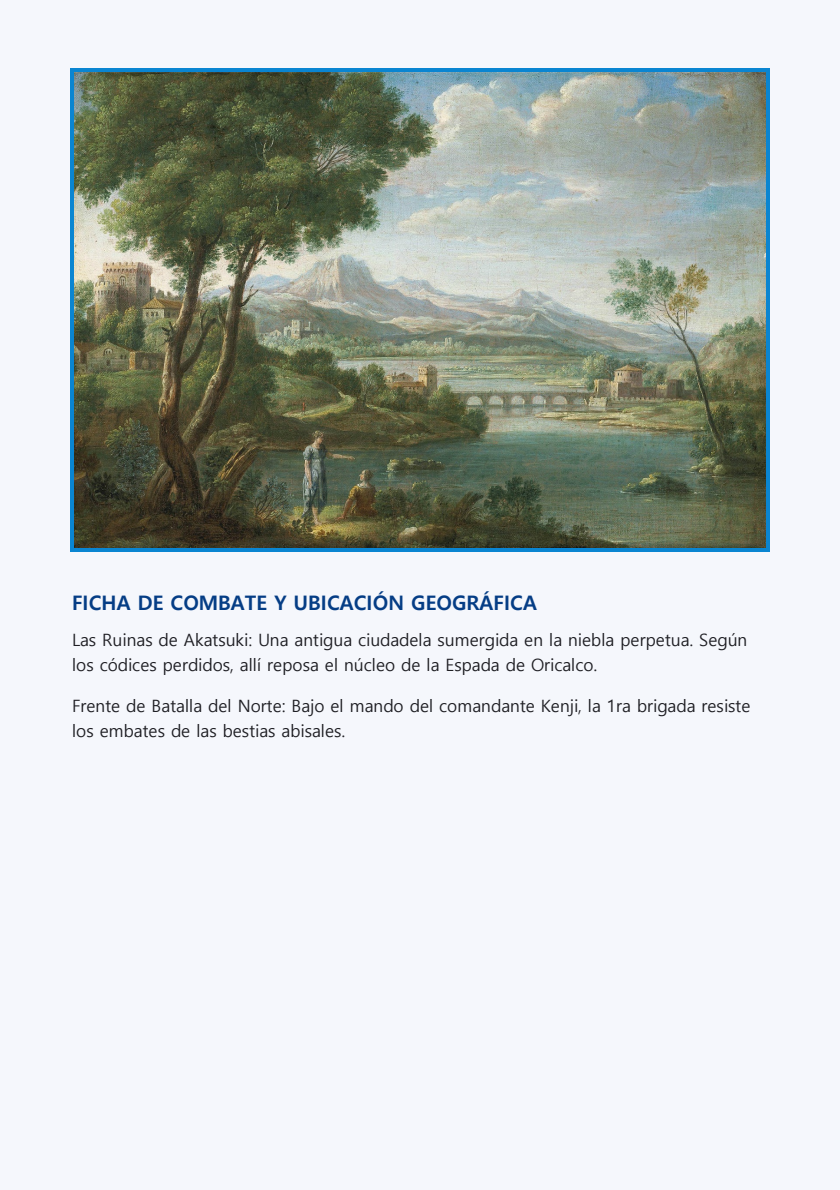 FICHA DE COMBATE Y UBICACIÓN GEOGRÁFICA
Las Ruinas de Akatsuki: Una antigua ciudadela sumergida en la niebla perpetua. Según
los códices perdidos, allí reposa el núcleo de la Espada de Oricalco.
Frente de Batalla del Norte: Bajo el mando del comandante Kenji, la 1ra brigada resiste
los embates de las bestias abisales.